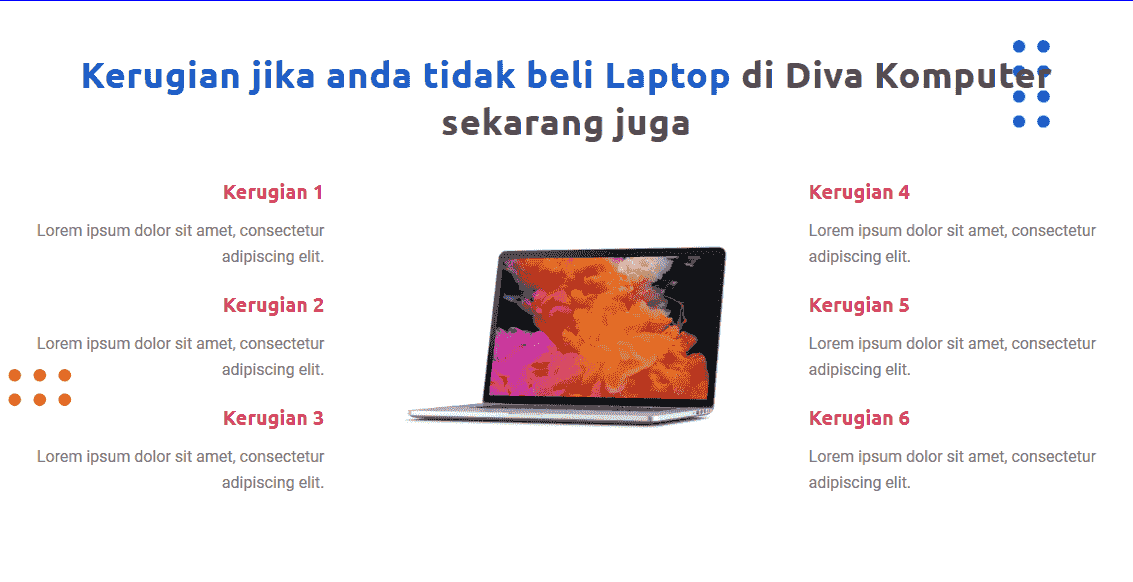 Kerugian jika anda tidak beli Laptop di Diva Komputer
sekarang juga
Kerugian 1
Lorem ipsum dolor sit amet, consectetur
adipiscing elit.
Kerugian 2
Lorem ipsum dolor sit amet, consectetur
adipiscing elit.
Kerugian 3
Lorem ipsum dolor sit amet, consectetur
adipiscing elit.
Kerugian 4
Lorem ipsum dolor sit amet, consectetur
adipiscing elit.
Kerugian 5
Lorem ipsum dolor sit amet, consectetur
adipiscing elit.
Kerugian 6
Lorem ipsum dolor sit amet, consectetur
adipiscing elit.